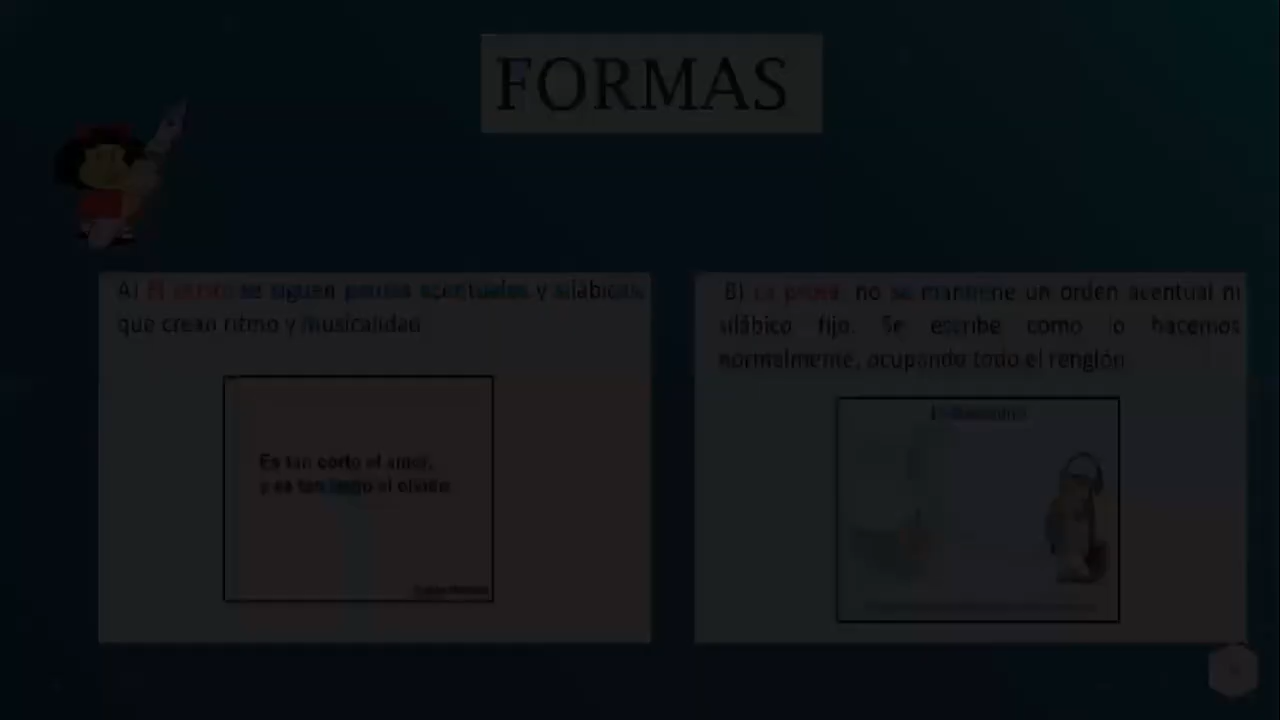 FORMAS
A) El verso: se siguen pautas acentuales y silábicas,
que crean ritmo y musicalidad
Es tan corto el amor,
y es tan largo el olvido
B) La prosa: no se mantiene un orden acentual ni
silábico fijo. Se escribe como lo hacemos
normalmente, ocupando todo el renglón